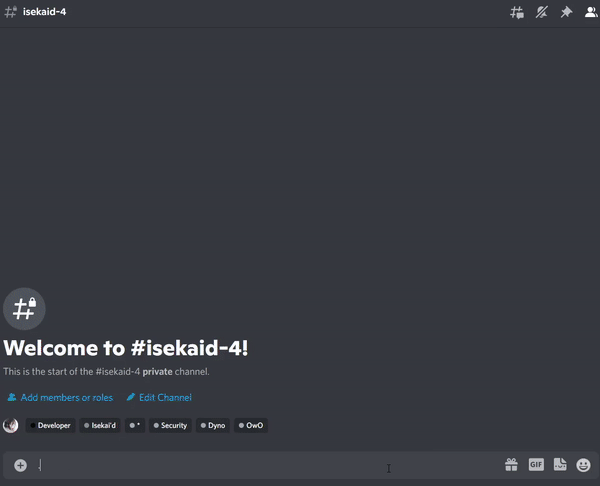 isekaid-4
Welcome to #isekaid-4!
This is the start of the #isekaid-4 private channel.
Add members or roles Edit Channel
Developer Isekai'd * Security Dyno OwO
GIF